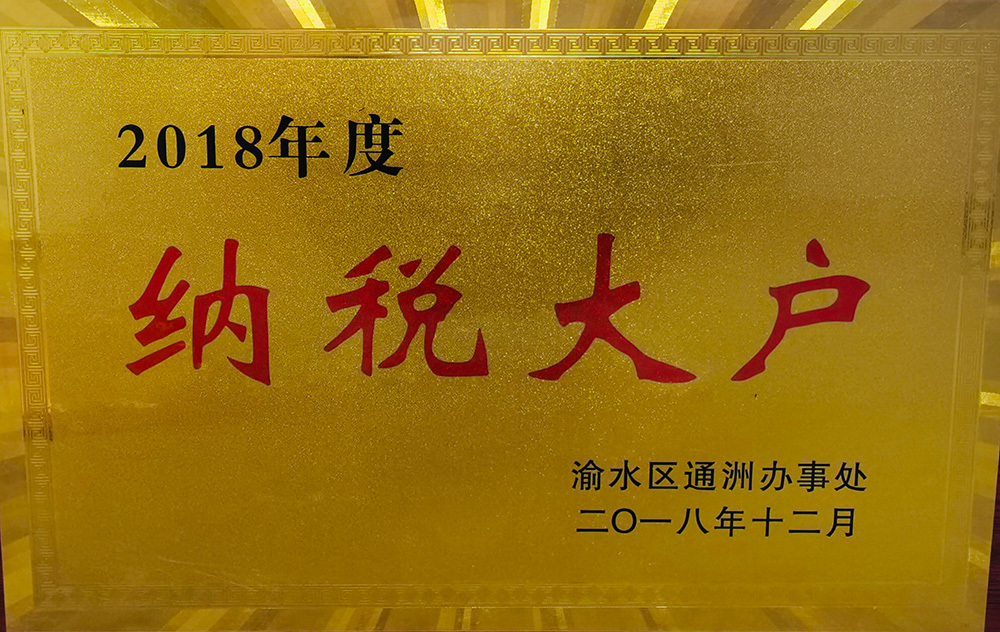 2018年度
纳税大户
渝水区通洲办事处
二〇一八年十二月